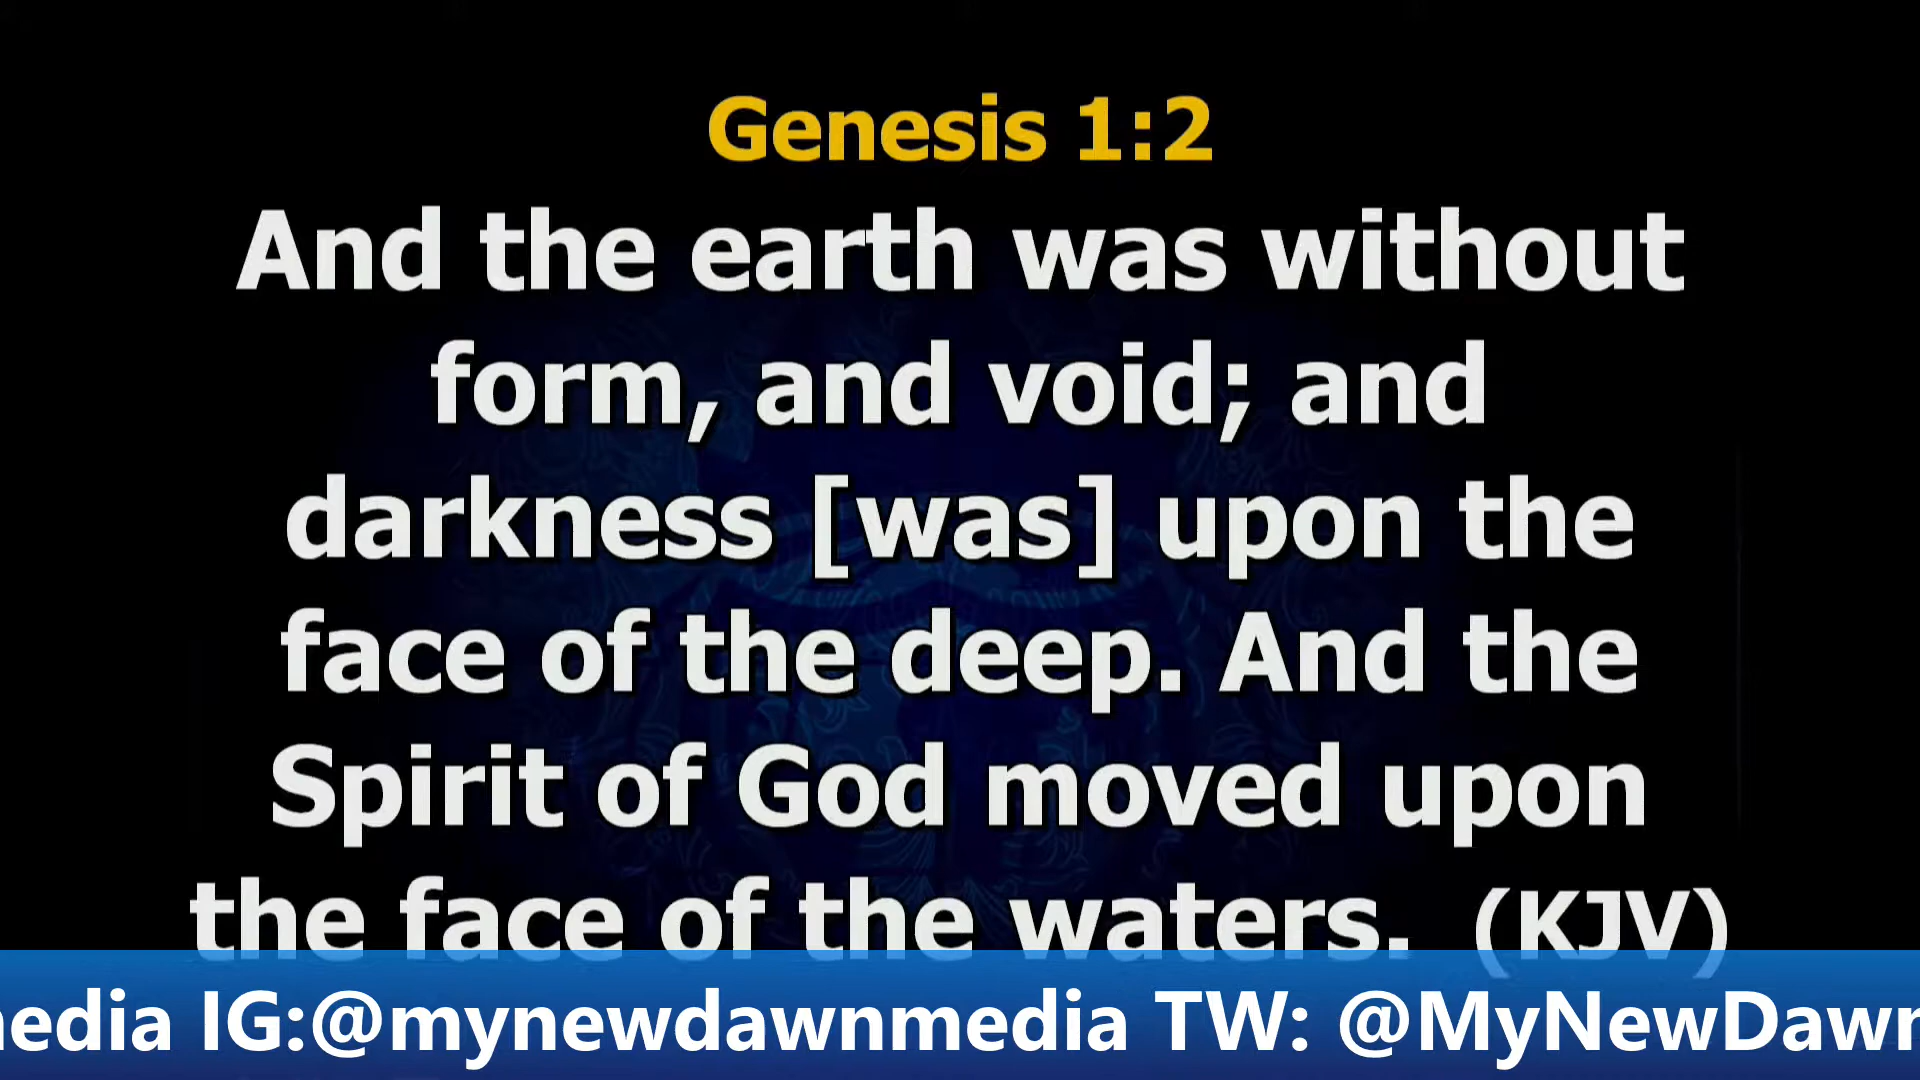 Genesis 1:2
And the earth was without
form, and void; and
darkness [was] upon the
face of the deep. And the
Spirit of God moved upon
the face of the waters. (KJV)
edia IG:@mynewdawnmedia TW: @MyNewDawn